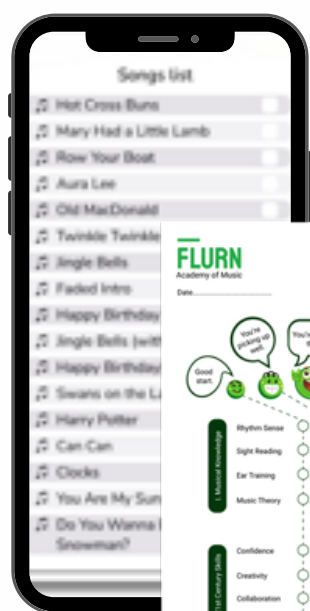 Songs list
Hot Cross Buns
Mary Had a Little Lamb
Row Your Boat
Aura Lee
Old MacDonald
Twinkle Twinkle
Jingle Bells
Faded Intro
Happy Birthday
Jingle Bells (with
Happy Birthday
Swans on the La
Harry Potter
Can Can
Clocks
You Are My Sun
Do You Wanna
Snowman?
FLURN
Academy of Music
Date
You're
picking up
well.
You'r
Good
start.
1. Musical Knowledge
Rhythm Sense
Sight Reading
Ear Training
Music Theory
21st Century Skills
Confidence
Creativity
Collaboration